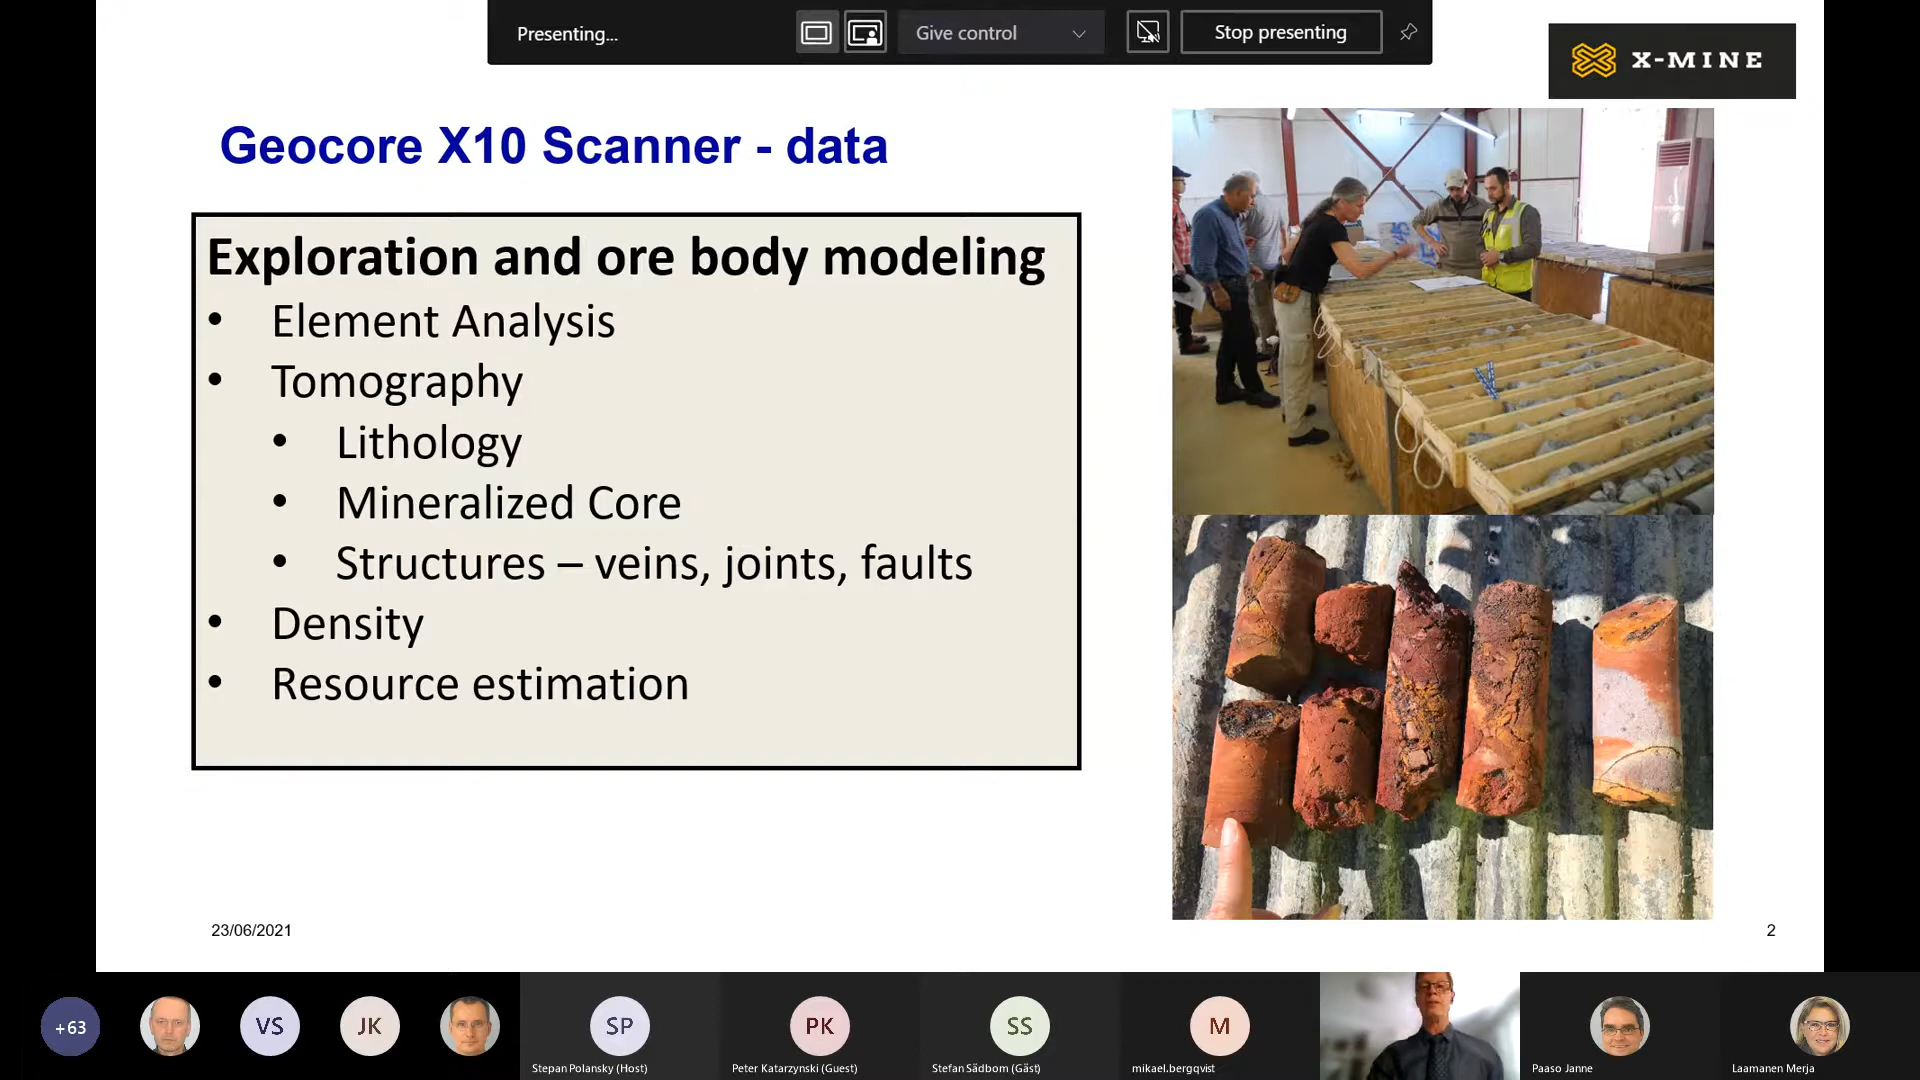 Presenting...
Give control
Stop presenting
X-MINE
Geocore X10 Scanner - data
Exploration and ore body modeling
• Element Analysis
• Tomography
• Lithology
• Mineralized Core
• Structures – veins, joints, faults
• Density
• Resource estimation
23/06/2021
2
+63
VS
JK
SP
PK
SS
M
Stepan Polansky (Host)
Peter Katarzynski (Guest)
Stefan Sädbom (Gäst)
mikael.bergqvist
Paaso Janne
Laamanen Merja